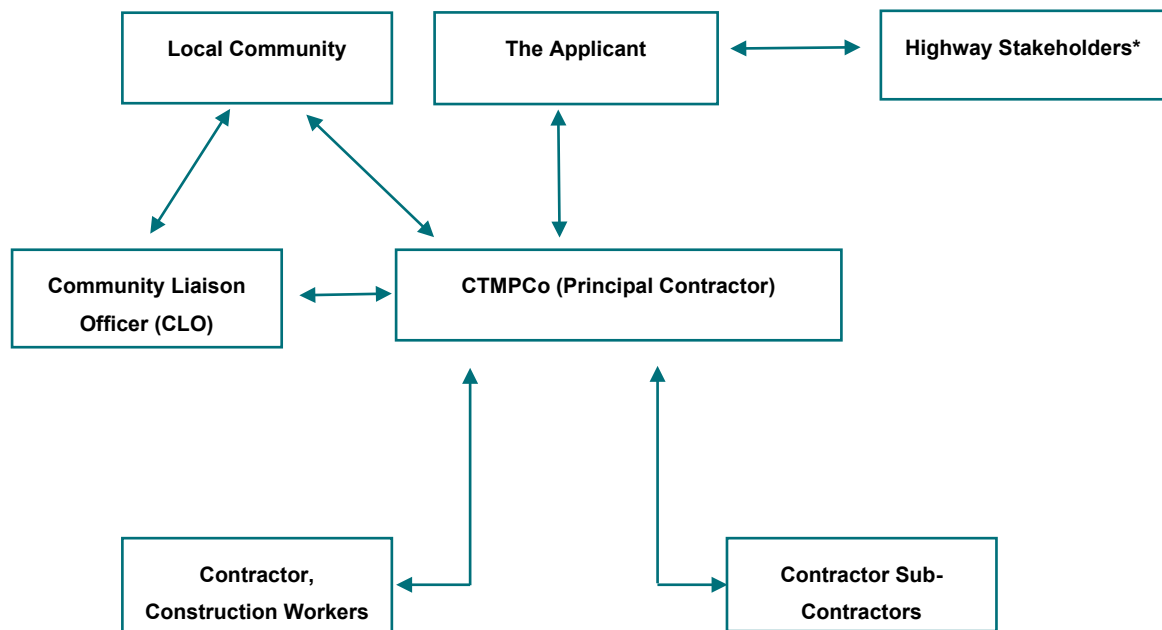 Local Community
The Applicant
Highway Stakeholders*
Community Liaison
Officer (CLO)
CTMPCo (Principal Contractor)
Contractor,
Construction Workers
Contractor Sub-
Contractors